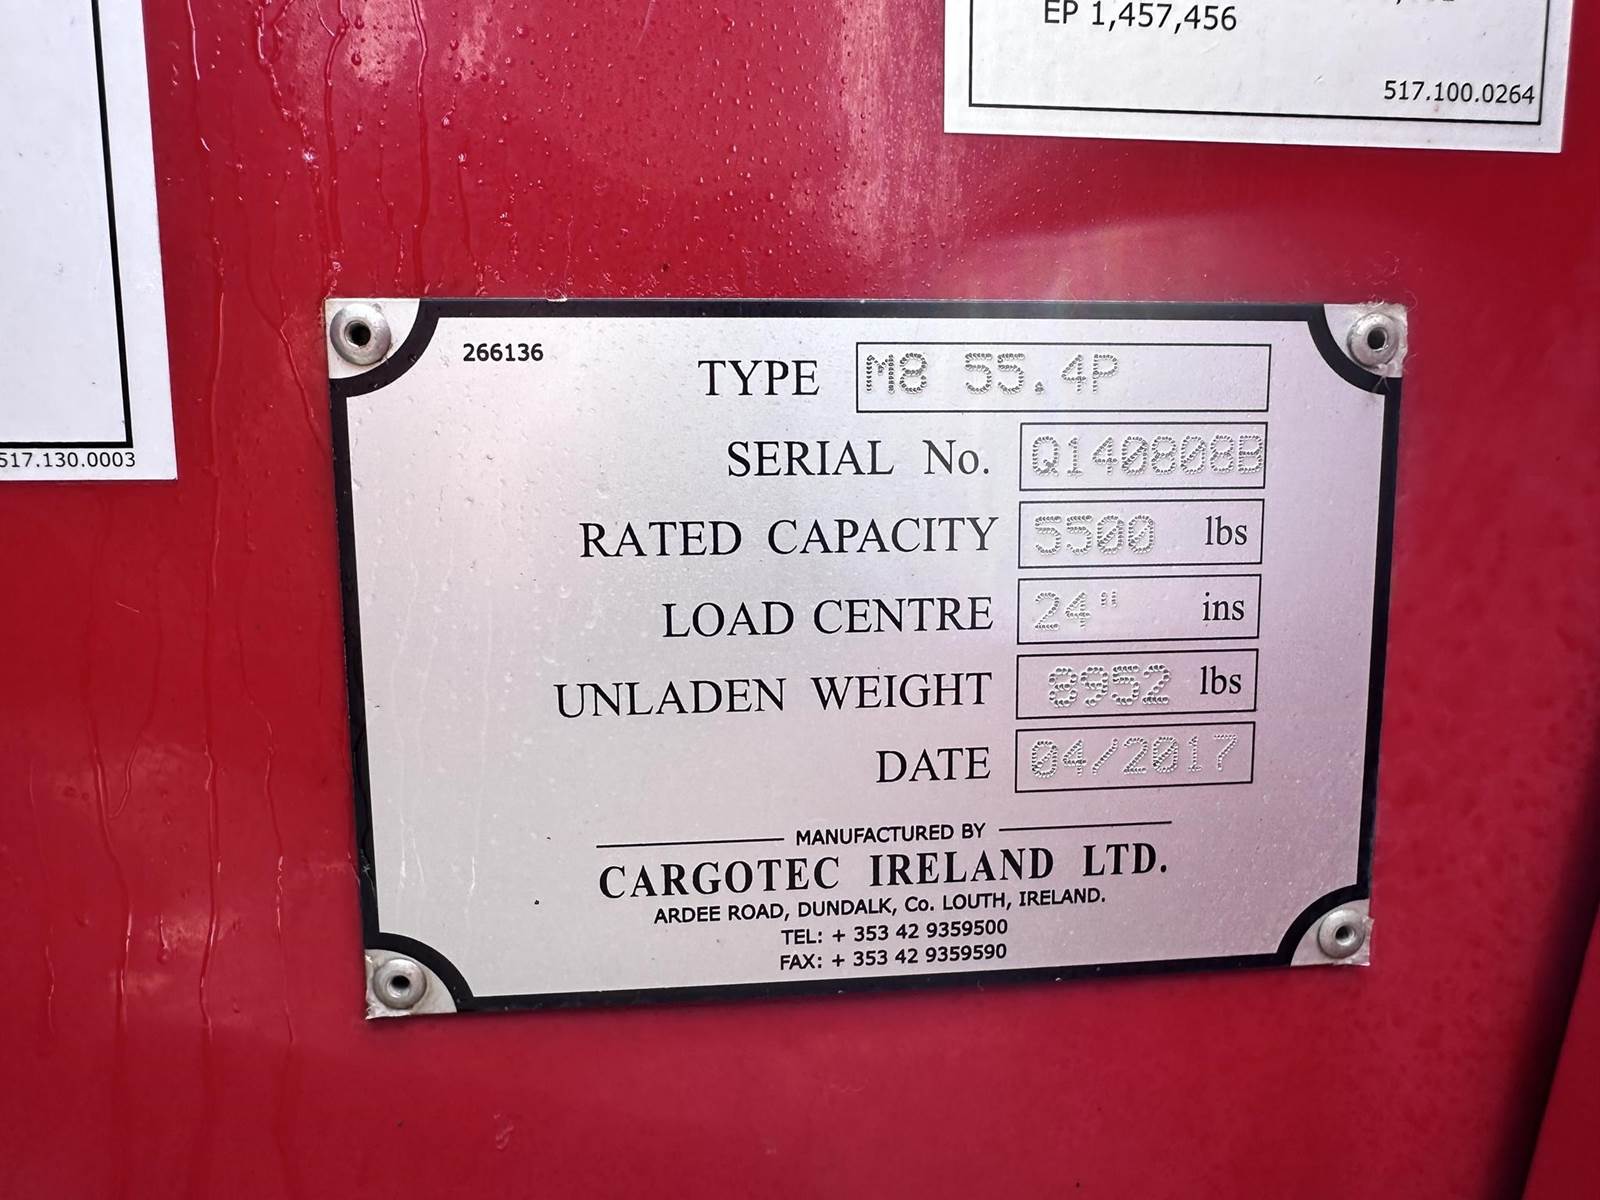 EP 1,457,456
517.100.0264
517.130.0003
266136
TYPE M8 55.4P
SERIAL No. Q140808B
RATED CAPACITY 5500 lbs
LOAD CENTRE 24" ins
UNLADEN WEIGHT 8952 lbs
DATE 04/2017
MANUFACTURED BY
CARGOTEC IRELAND LTD.
ARDEE ROAD, DUNDALK, Co. LOUTH, IRELAND.
TEL: + 353 42 9359500
FAX: + 353 42 9359590